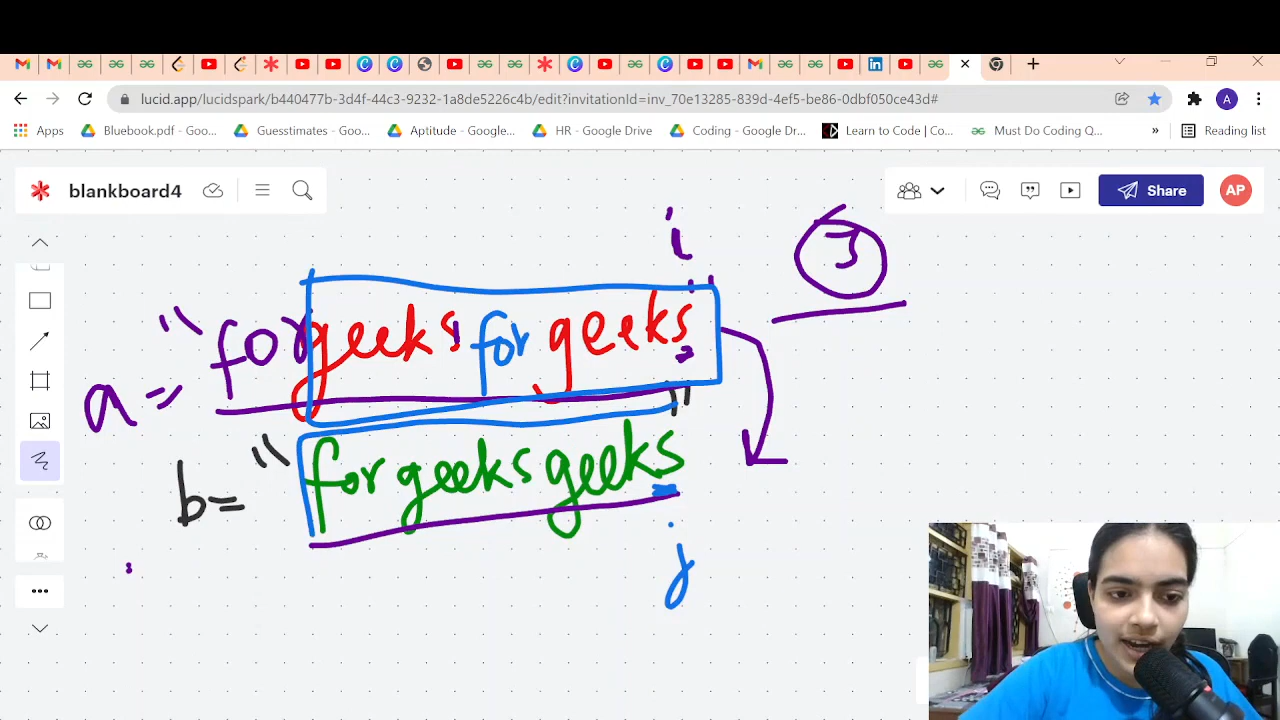 lucid.app/lucidspark/b440477b-3d4f-44c3-9232-1a8de5226c4b/edit?invitationId=inv_70e13285-839d-4ef5-be86-0dbf050ce43d#
A
Apps
Bluebook.pdf - Goo...
Guesstimates - Goo...
Aptitude - Google...
HR - Google Drive
Coding - Google Dr...
Learn to Code | Co...
Must Do Coding Q...
»
Reading list
blankboard4
Share
AP
i
3
a= "forgeeksforgeeks"
b= "forgeeksgeeks
j